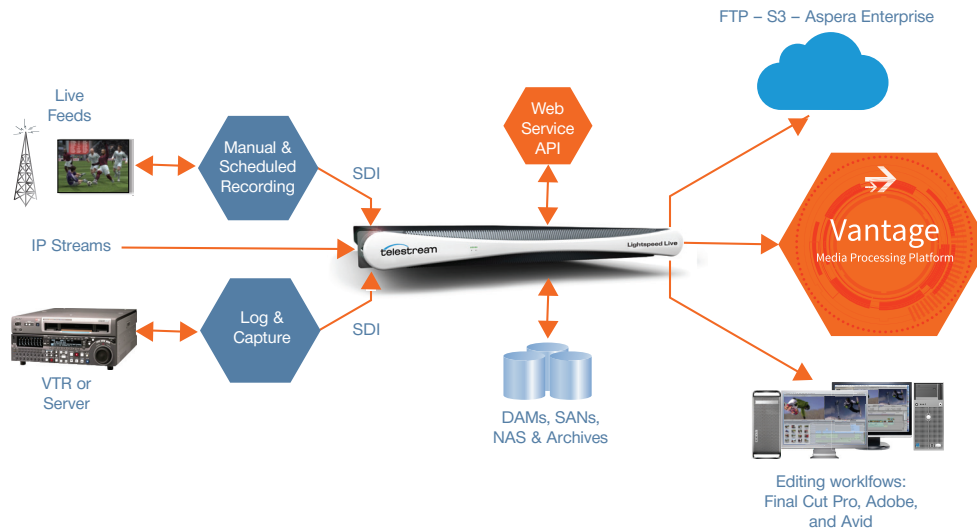 FTP – S3 – Aspera Enterprise
Live
Feeds
Manual &
Scheduled
Recording
SDI
Web
Service
API
Vantage
Media Processing Platform
IP Streams
telestream
Lightspeed Live
Log &
Capture
SDI
VTR or
Server
DAMs, SANs,
NAS & Archives
Editing worklfows:
Final Cut Pro, Adobe,
and Avid